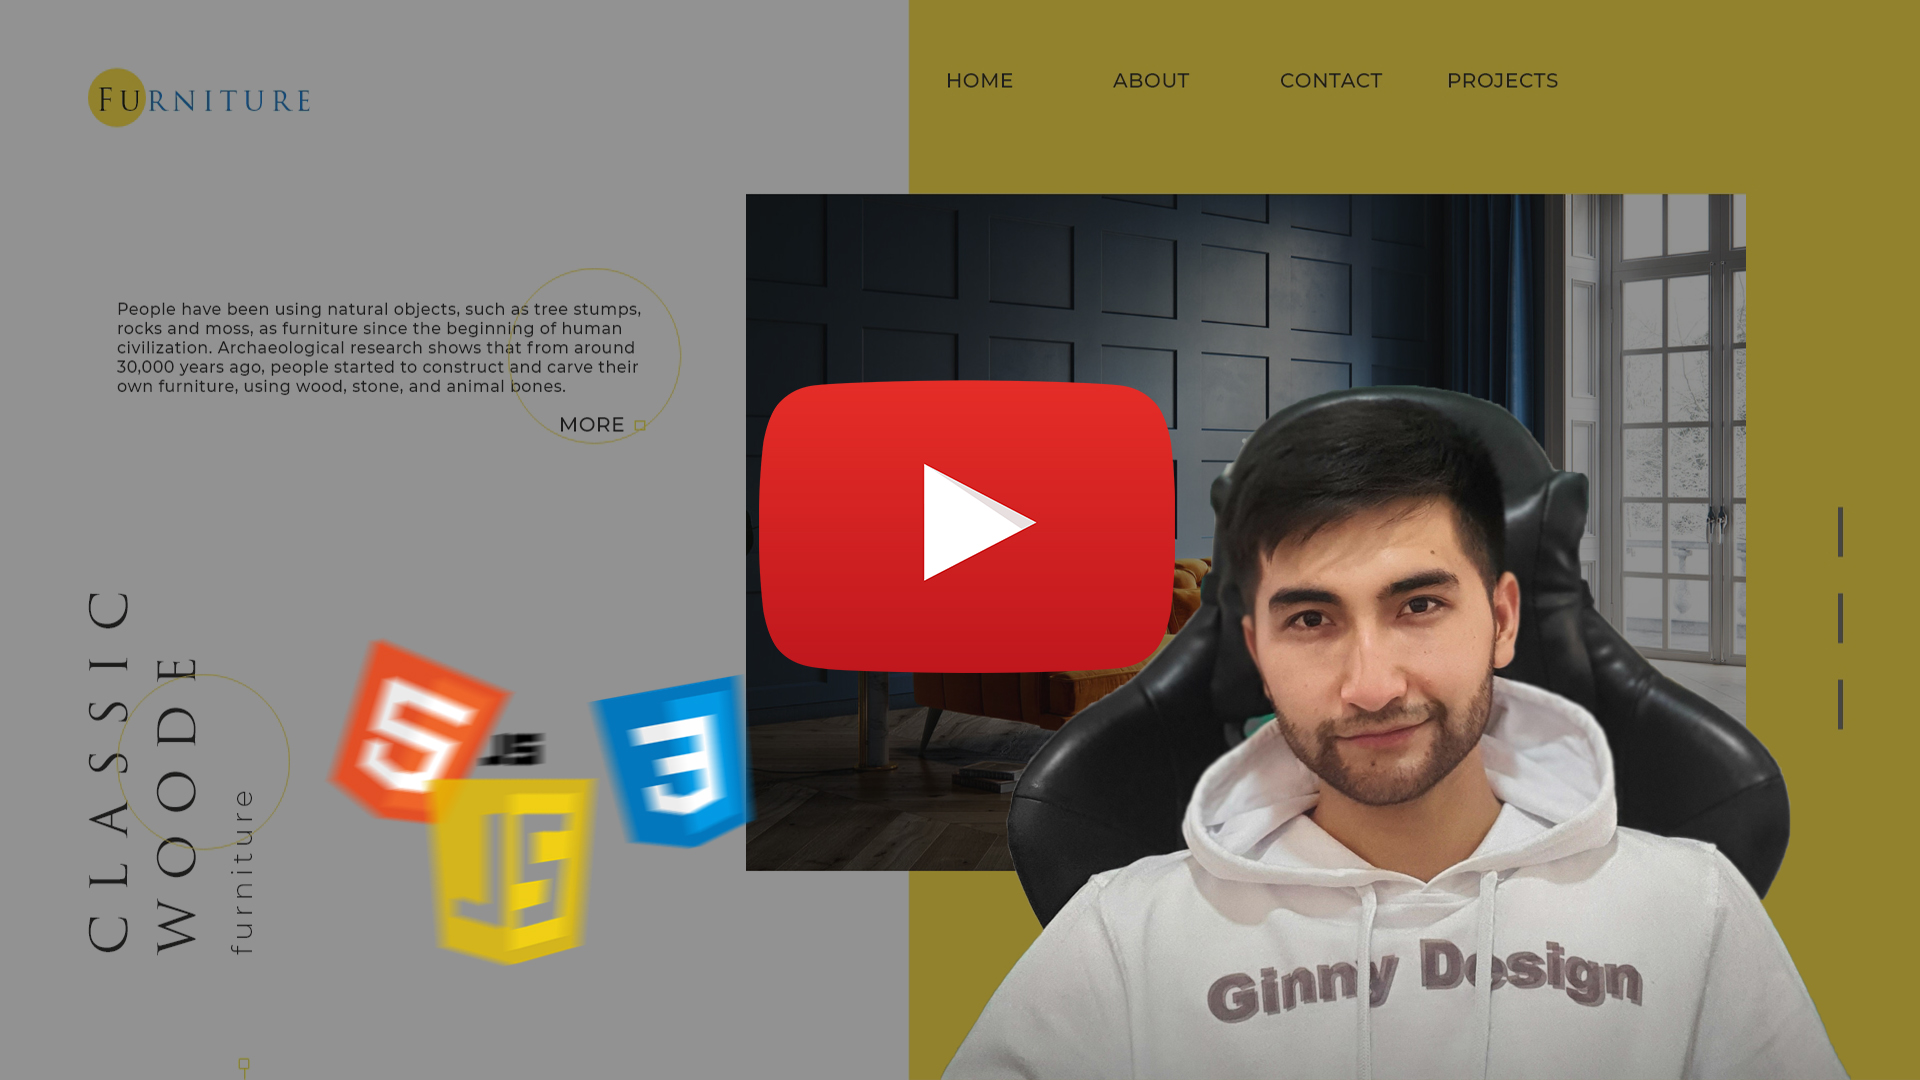 FURNITURE
HOME ABOUT CONTACT PROJECTS
People have been using natural objects, such as tree stumps,
rocks and moss, as furniture since the beginning of human
civilization. Archaeological research shows that from around
30,000 years ago, people started to construct and carve their
own furniture, using wood, stone, and animal bones.
MORE
CLASSIC
WOODE
furniture
5
JS
3
JS
Ginny Design